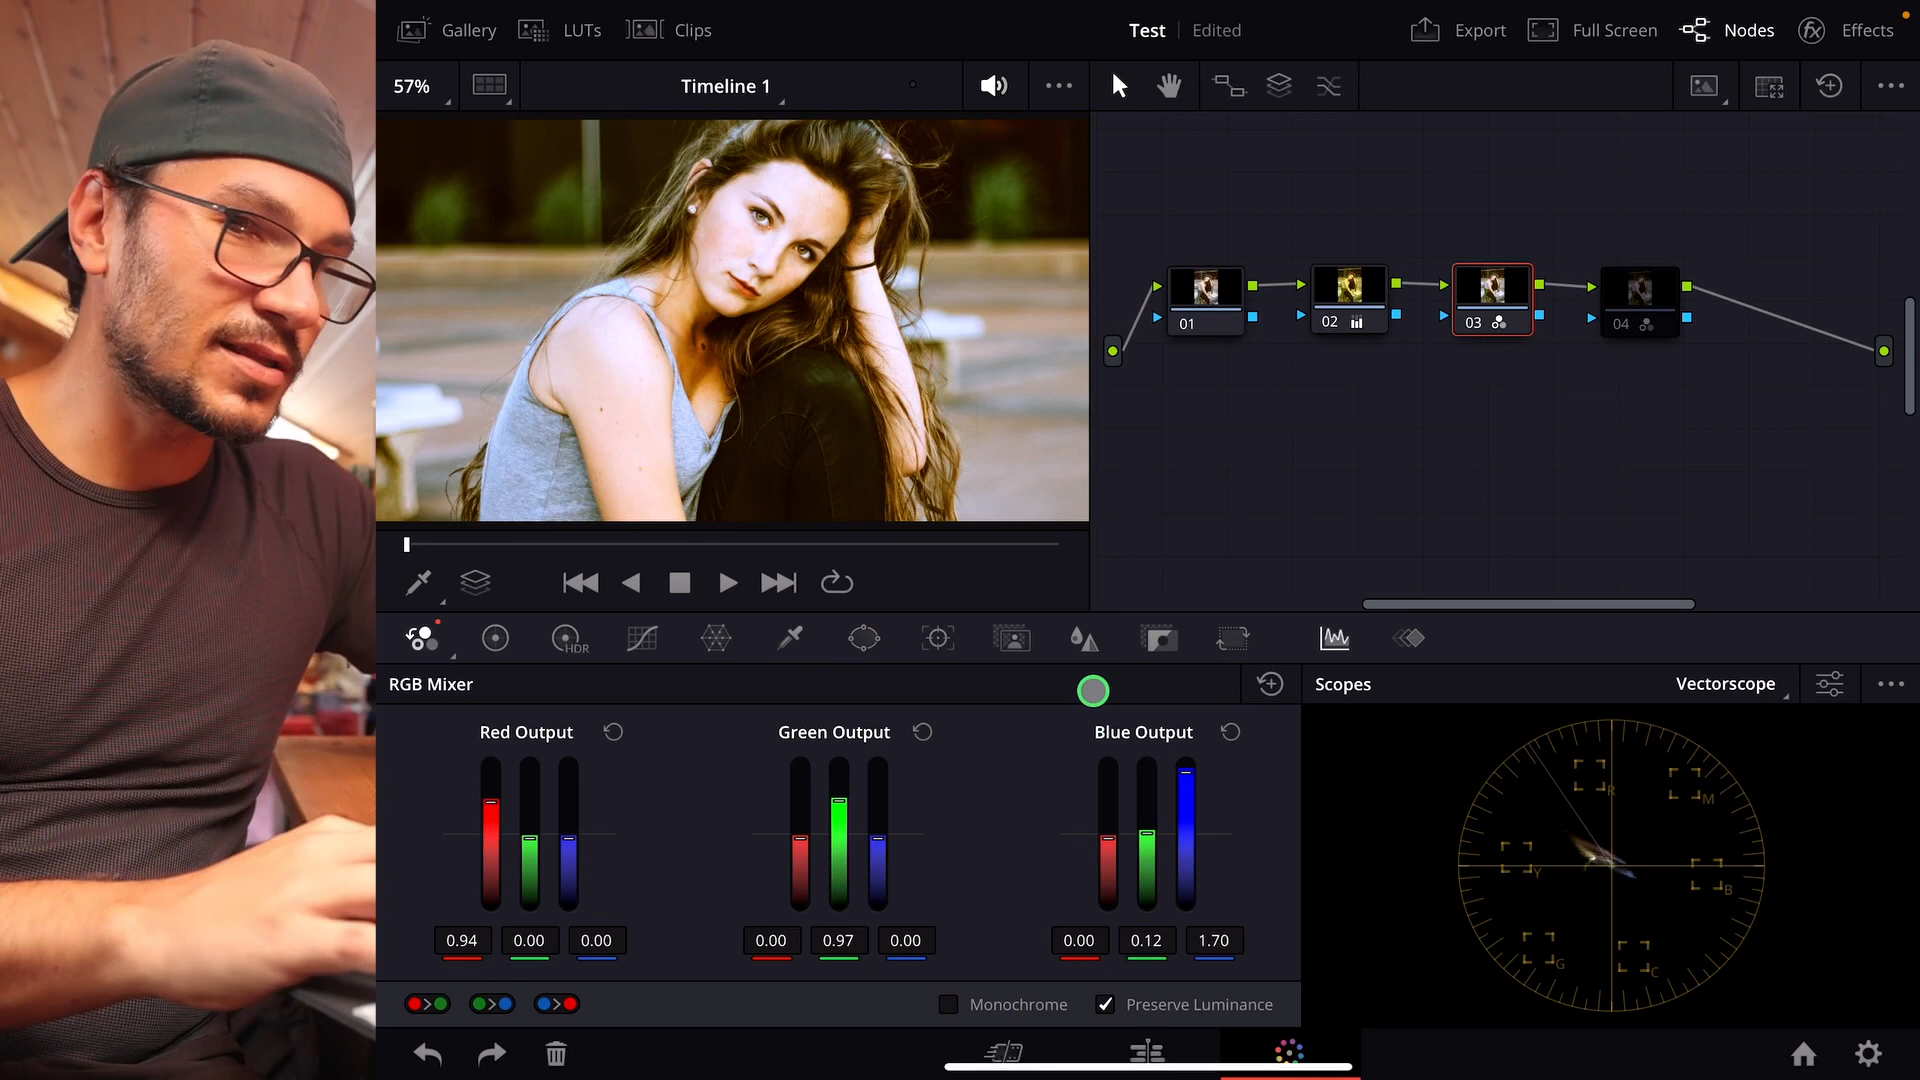 Gallery
LUTs
Clips
Test
Edited
Export
Full Screen
Nodes
fx
Effects
57%
Timeline 1
01
02
03
04
HDR
RGB Mixer
Scopes
Vectorscope
Red Output
Green Output
Blue Output
R
M
Y
B
G
C
0.94
0.00
0.00
0.00
0.97
0.00
0.00
0.12
1.70
Monochrome
Preserve Luminance